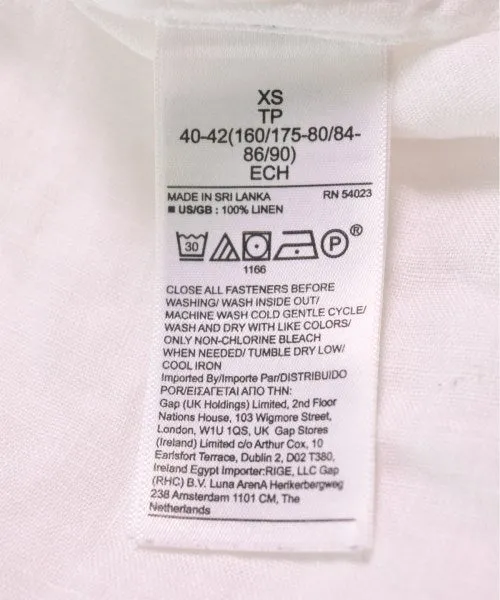 XS
TP
40-42(160/175-80/84-
86/90)
ECH
MADE IN SRI LANKA RN 54023
■ US/GB : 100% LINEN
30 P ®
1166
CLOSE ALL FASTENERS BEFORE
WASHING/ WASH INSIDE OUT/
MACHINE WASH COLD GENTLE CYCLE/
WASH AND DRY WITH LIKE COLORS/
ONLY NON-CHLORINE BLEACH
WHEN NEEDED/ TUMBLE DRY LOW/
COOL IRON
Imported By/Importe Par/DISTRIBUIDO
POR/ΕΙΣΑΓΕΤΑΙ ΑΠΟ ΤΗΝ:
Gap (UK Holdings) Limited, 2nd Floor
Nations House, 103 Wigmore Street,
London, W1U 1QS, UK Gap Stores
(Ireland) Limited c/o Arthur Cox, 10
Earlsfort Terrace, Dublin 2, D02 T380,
Ireland Egypt Importer:RIGE, LLC Gap
(RHC) B.V. Luna ArenA Herikerbergweg
238 Amsterdam 1101 CM, The
Netherlands